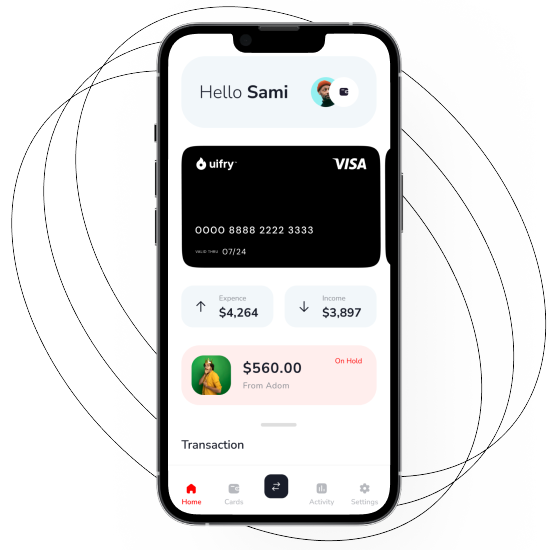 Hello Sami
uifry™
VISA
0000 8888 2222 3333
VALID THRU 07/24
Expence
$4,264
Income
$3,897
$560.00
On Hold
From Adom
Transaction
Home
Cards
Activity
Settings